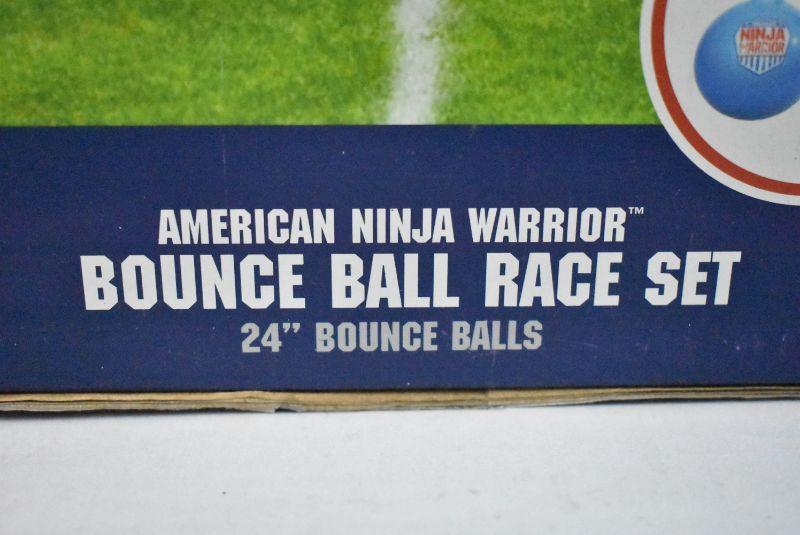 NINJA
WARRIOR
AMERICAN NINJA WARRIOR™
BOUNCE BALL RACE SET
24” BOUNCE BALLS